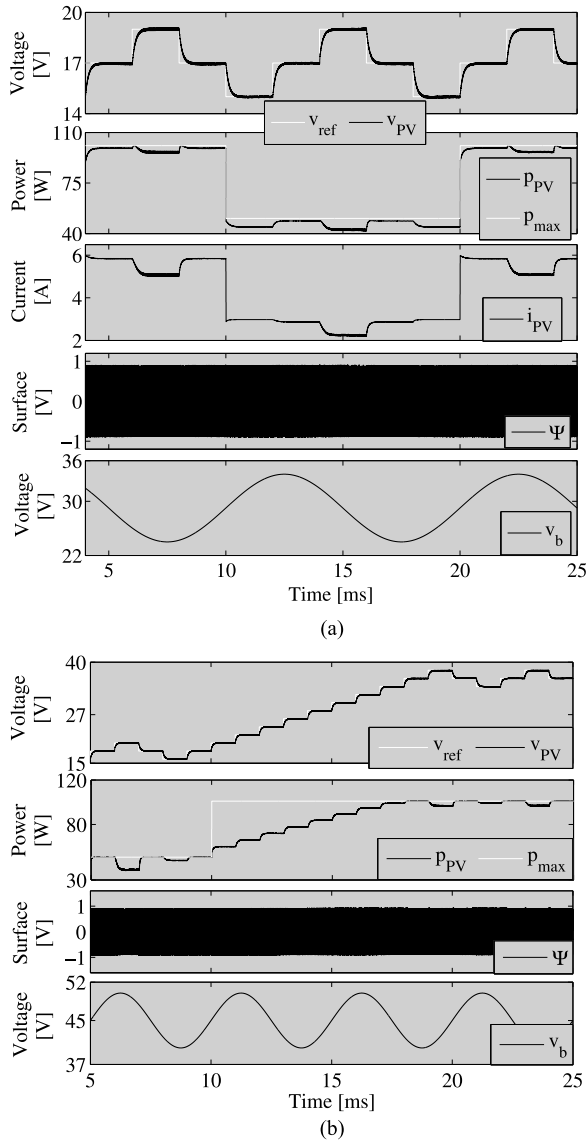 20
17
14
Voltage
[V]
v_ref v_PV
110
75
40
Power
[W]
p_PV
p_max
6
4
2
Current
[A]
i_PV
1
0
−1
Surface
[V]
Ψ
36
30
22
Voltage
[V]
v_b
5 10 15 20 25
Time [ms]
(a)
40
27
15
Voltage
[V]
v_ref v_PV
120
80
30
Power
[W]
p_PV p_max
1
0
−1
Surface
[V]
Ψ
52
45
37
Voltage
[V]
v_b
5 10 15 20 25
Time [ms]
(b)